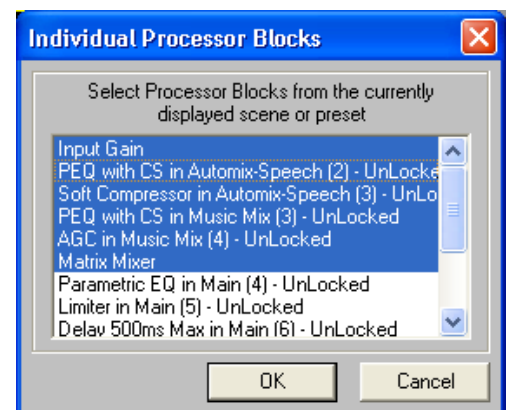 Individual Processor Blocks
Select Processor Blocks from the currently
displayed scene or preset
Input Gain
PEQ with CS in Automix-Speech (2) - UnLocke
Soft Compressor in Automix-Speech (3) - UnLo
PEQ with CS in Music Mix (3) - UnLocked
AGC in Music Mix (4) - UnLocked
Matrix Mixer
Parametric EQ in Main (4) - UnLocked
Limiter in Main (5) - UnLocked
Delay 500ms Max in Main (6) - UnLocked
OK
Cancel